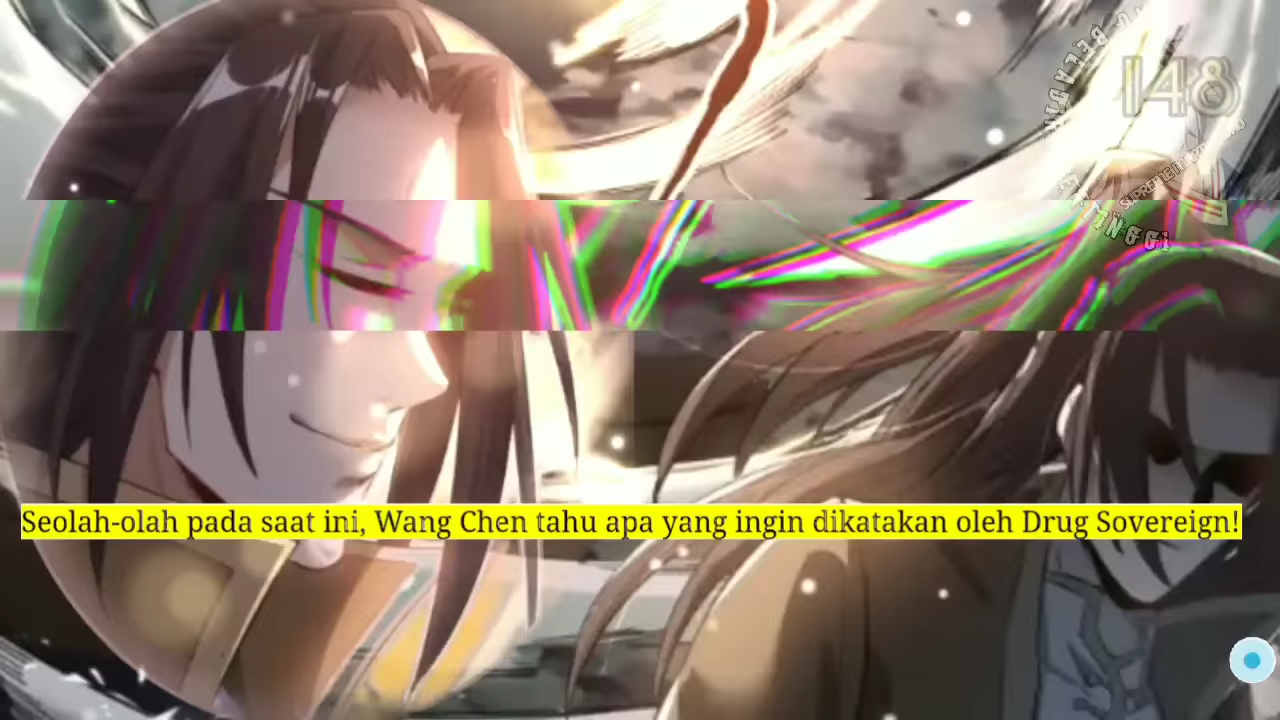 148
Seolah-olah pada saat ini, Wang Chen tahu apa yang ingin dikatakan oleh Drug Sovereign!